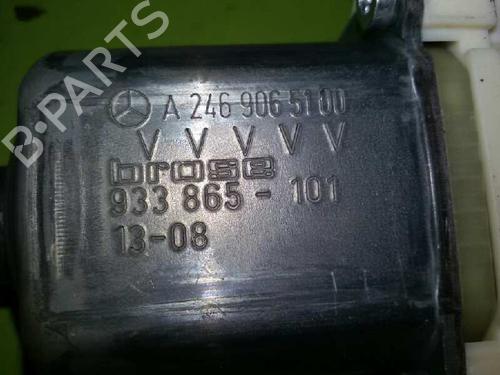 A 246 906 51 00
V V V V V
brose
933 865 - 101
13-08
B-PARTS